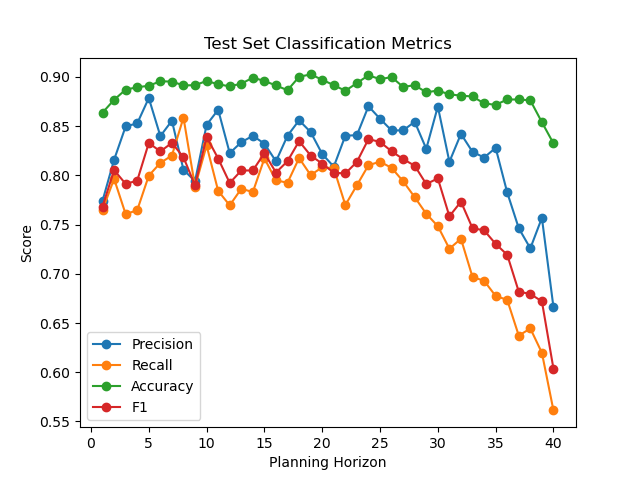 Test Set Classification Metrics
0.90
0.85
0.80
0.75
0.70
0.65
0.60
0.55
Score
Precision
Recall
Accuracy
F1
0 5 10 15 20 25 30 35 40
Planning Horizon